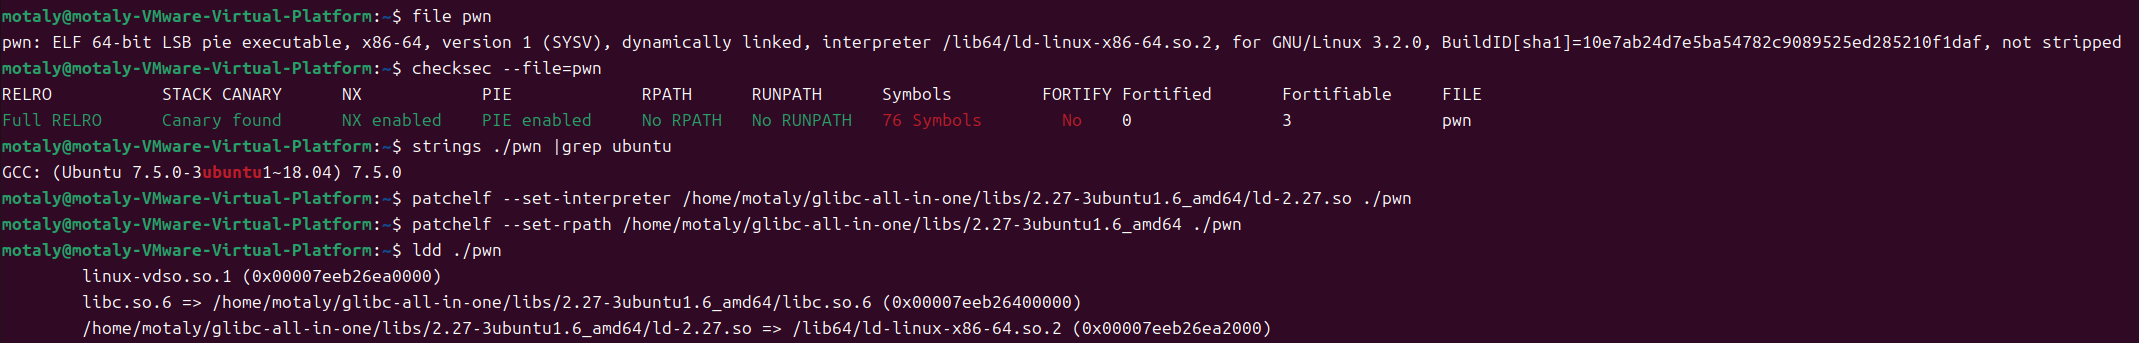 motaly@motaly-VMware-Virtual-Platform:~$ file pwn
pwn: ELF 64-bit LSB pie executable, x86-64, version 1 (SYSV), dynamically linked, interpreter /lib64/ld-linux-x86-64.so.2, for GNU/Linux 3.2.0, BuildID[sha1]=10e7ab24d7e5ba54782c9089525ed285210f1daf, not stripped
motaly@motaly-VMware-Virtual-Platform:~$ checksec --file=pwn
RELRO STACK CANARY NX PIE RPATH RUNPATH Symbols FORTIFY Fortified Fortifiable FILE
Full RELRO Canary found NX enabled PIE enabled No RPATH No RUNPATH 76 Symbols No 0 3 pwn
motaly@motaly-VMware-Virtual-Platform:~$ strings ./pwn |grep ubuntu
GCC: (Ubuntu 7.5.0-3ubuntu1~18.04) 7.5.0
motaly@motaly-VMware-Virtual-Platform:~$ patchelf --set-interpreter /home/motaly/glibc-all-in-one/libs/2.27-3ubuntu1.6_amd64/ld-2.27.so ./pwn
motaly@motaly-VMware-Virtual-Platform:~$ patchelf --set-rpath /home/motaly/glibc-all-in-one/libs/2.27-3ubuntu1.6_amd64 ./pwn
motaly@motaly-VMware-Virtual-Platform:~$ ldd ./pwn
linux-vdso.so.1 (0x00007eeb26ea0000)
libc.so.6 => /home/motaly/glibc-all-in-one/libs/2.27-3ubuntu1.6_amd64/libc.so.6 (0x00007eeb26400000)
/home/motaly/glibc-all-in-one/libs/2.27-3ubuntu1.6_amd64/ld-2.27.so => /lib64/ld-linux-x86-64.so.2 (0x00007eeb26ea2000)